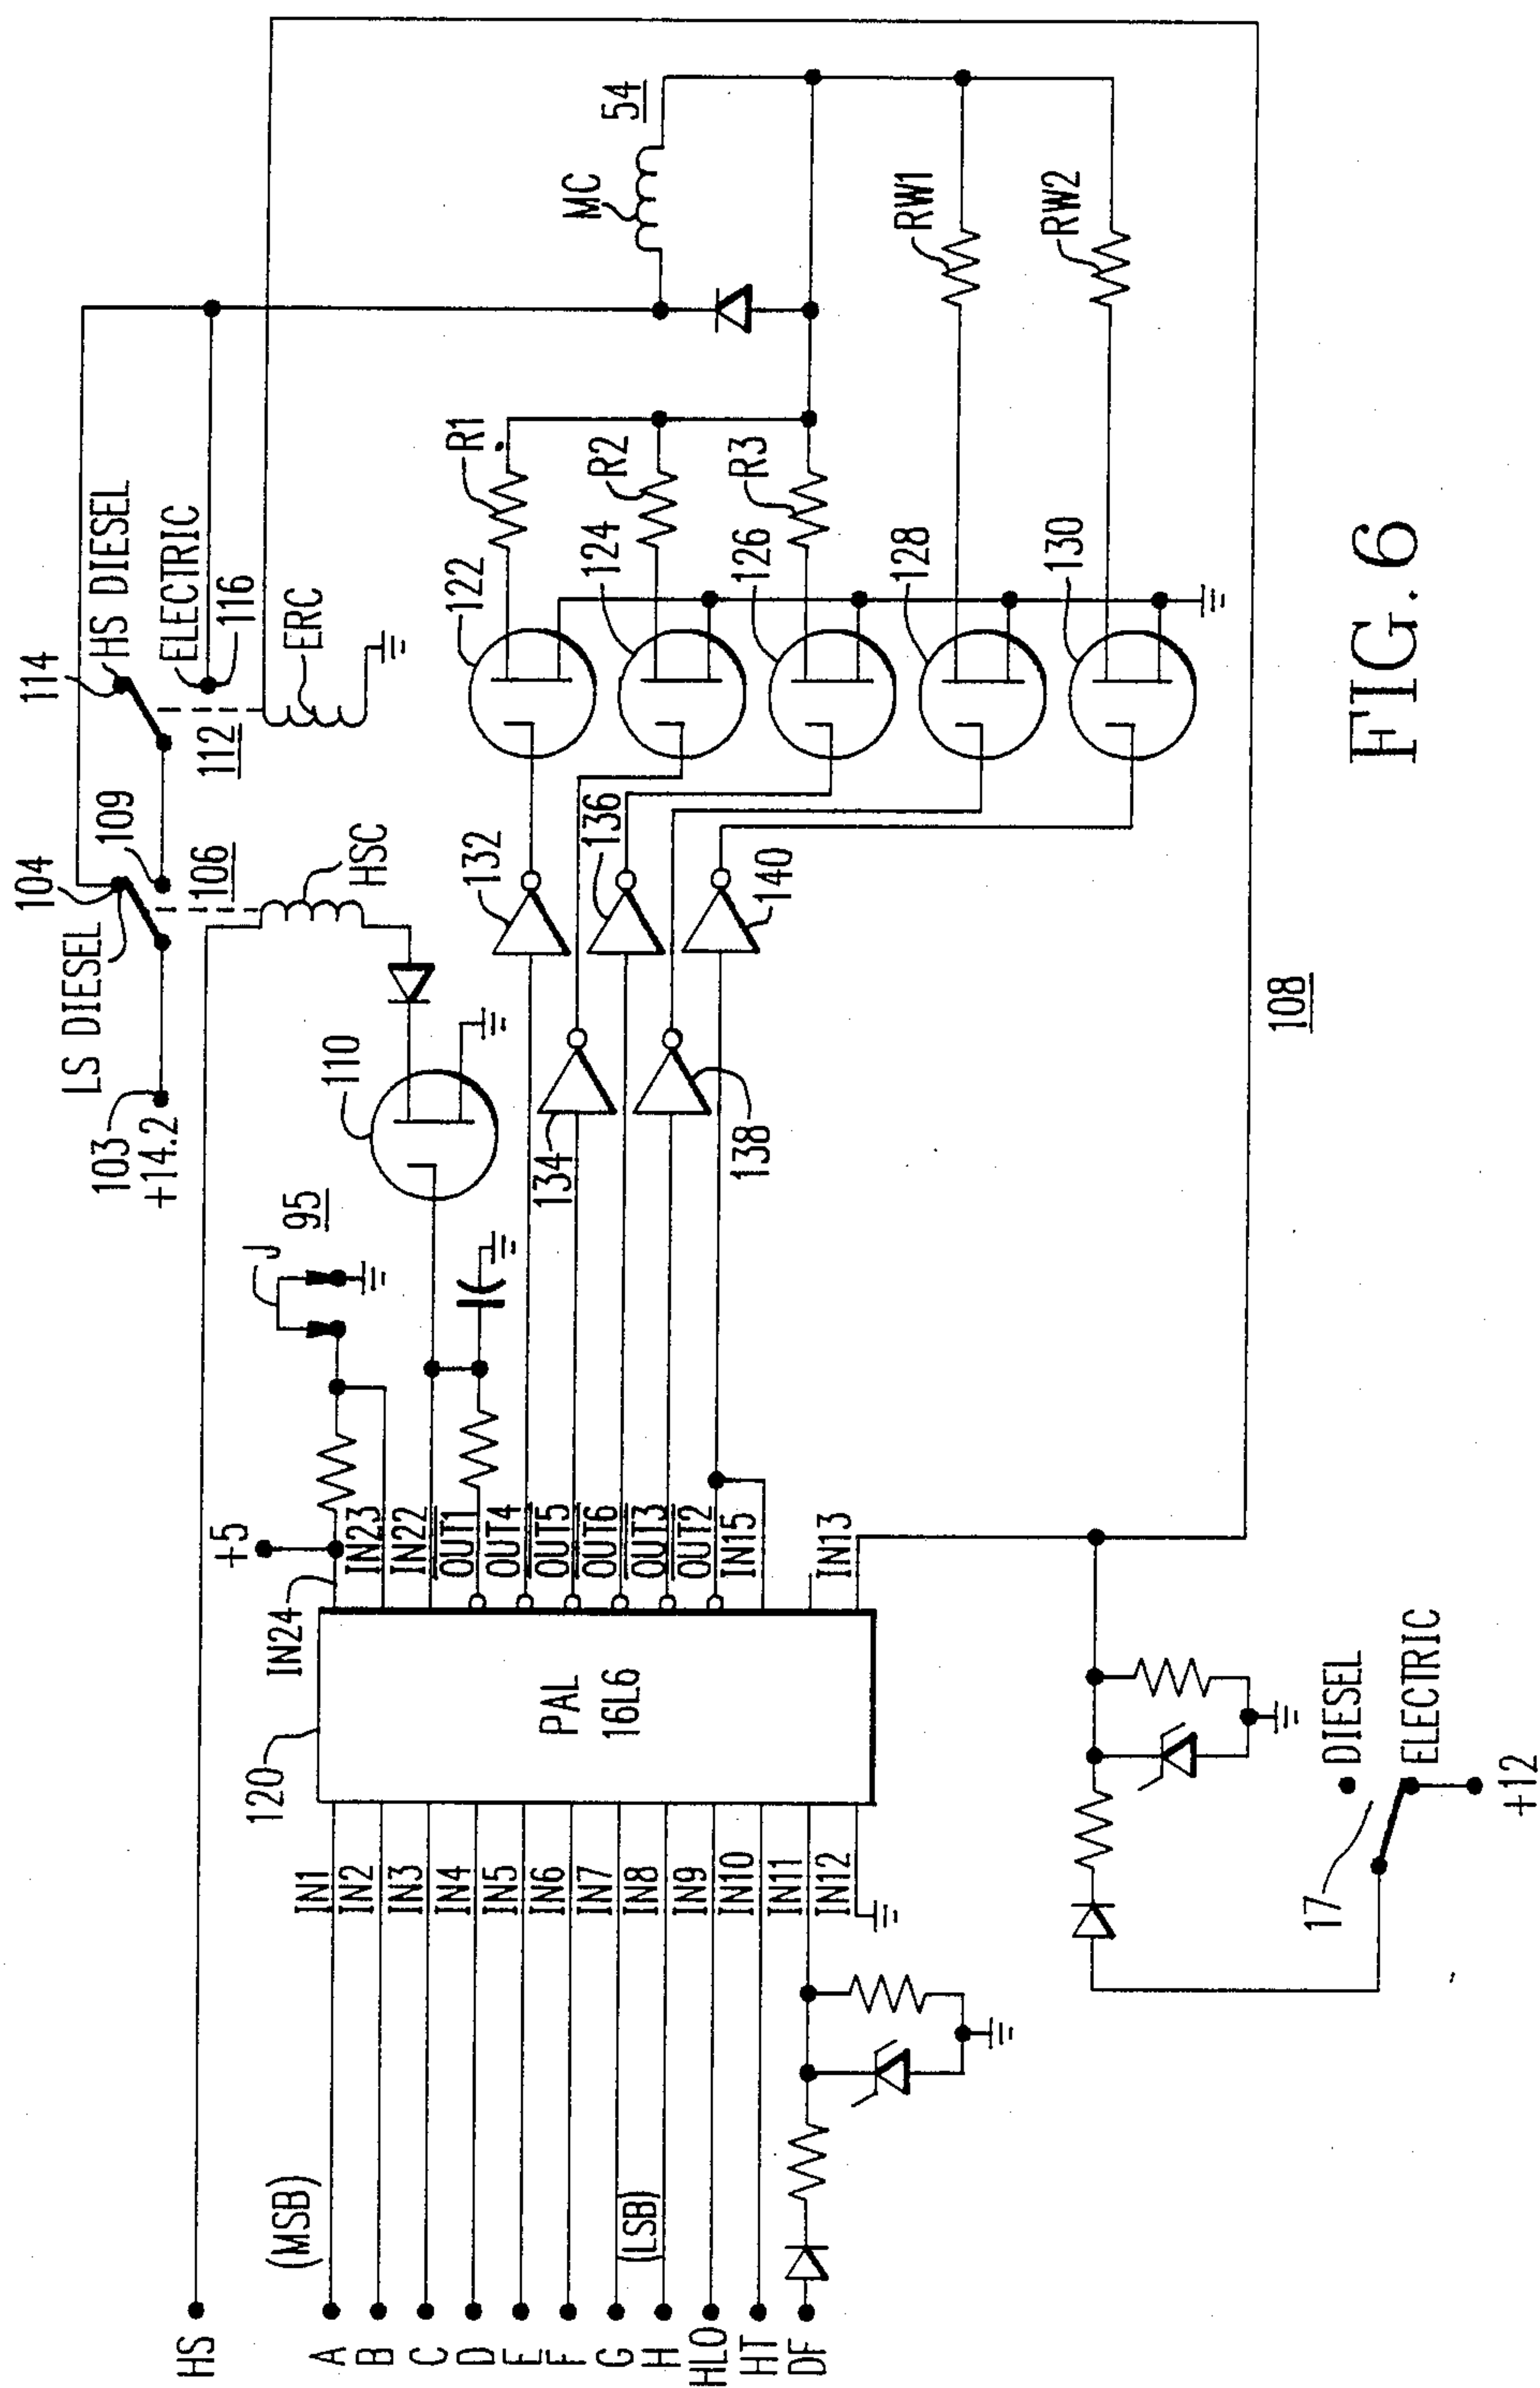 HS
(MSB)
A
B
C
D
E
F
G
(LSB)
H
HLO
HT
DF
IN1
IN2
IN3
IN4
IN5
IN6
IN7
IN8
IN9
IN10
IN11
IN12
120
PAL
16L6
IN24
+5
IN23
IN22
OUT1
OUT4
OUT5
OUT6
OUT3
OUT2
IN15
IN13
J
95
110
103
+14.2
LS DIESEL
104
109
106
HSC
114
HS DIESEL
112
ELECTRIC
116
ERC
132
134
136
138
140
122
124
126
128
130
R1
R2
R3
RW1
RW2
MC
54
108
17
DIESEL
ELECTRIC
+12
FIG. 6